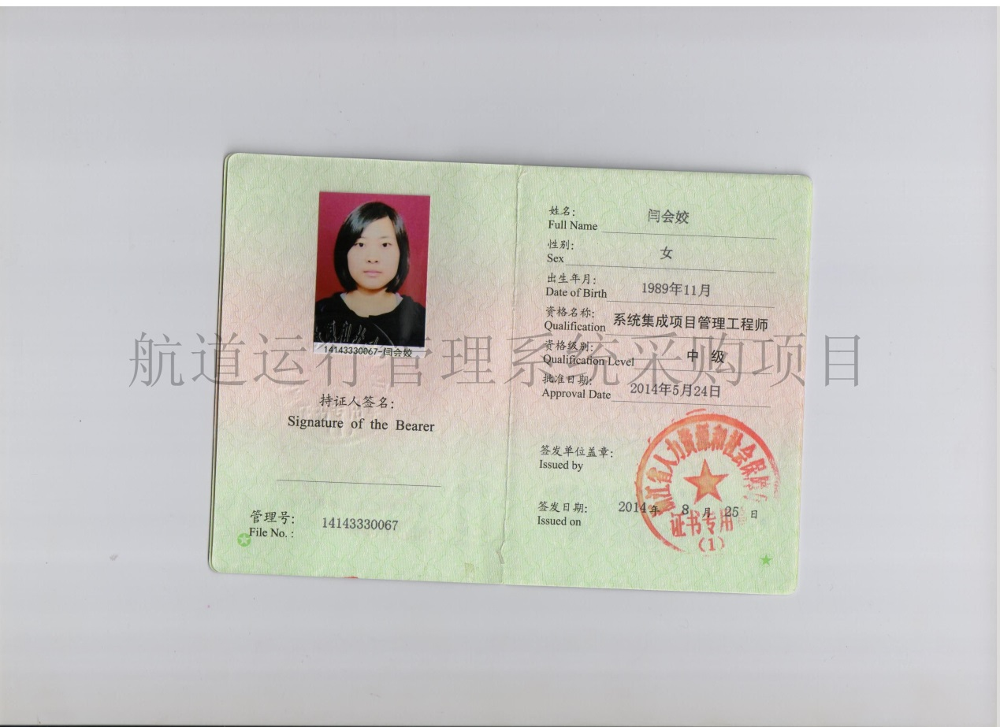 14143330067-闫会姣
持证人签名:
Signature of the Bearer
管理号:
File No. :
14143330067
姓名: 闫会姣
Full Name
性别: 女
Sex
出生年月: 1989年11月
Date of Birth
资格名称: 系统集成项目管理工程师
Qualification
资格级别: 中 级
Qualification Level
批准日期: 2014年5月24日
Approval Date
签发单位盖章:
Issued by
浙江省人力资源和社会保障厅
证书专用
(1)
签发日期: 2014 年 8 月 25 日
Issued on
航道运行管理系统采购项目